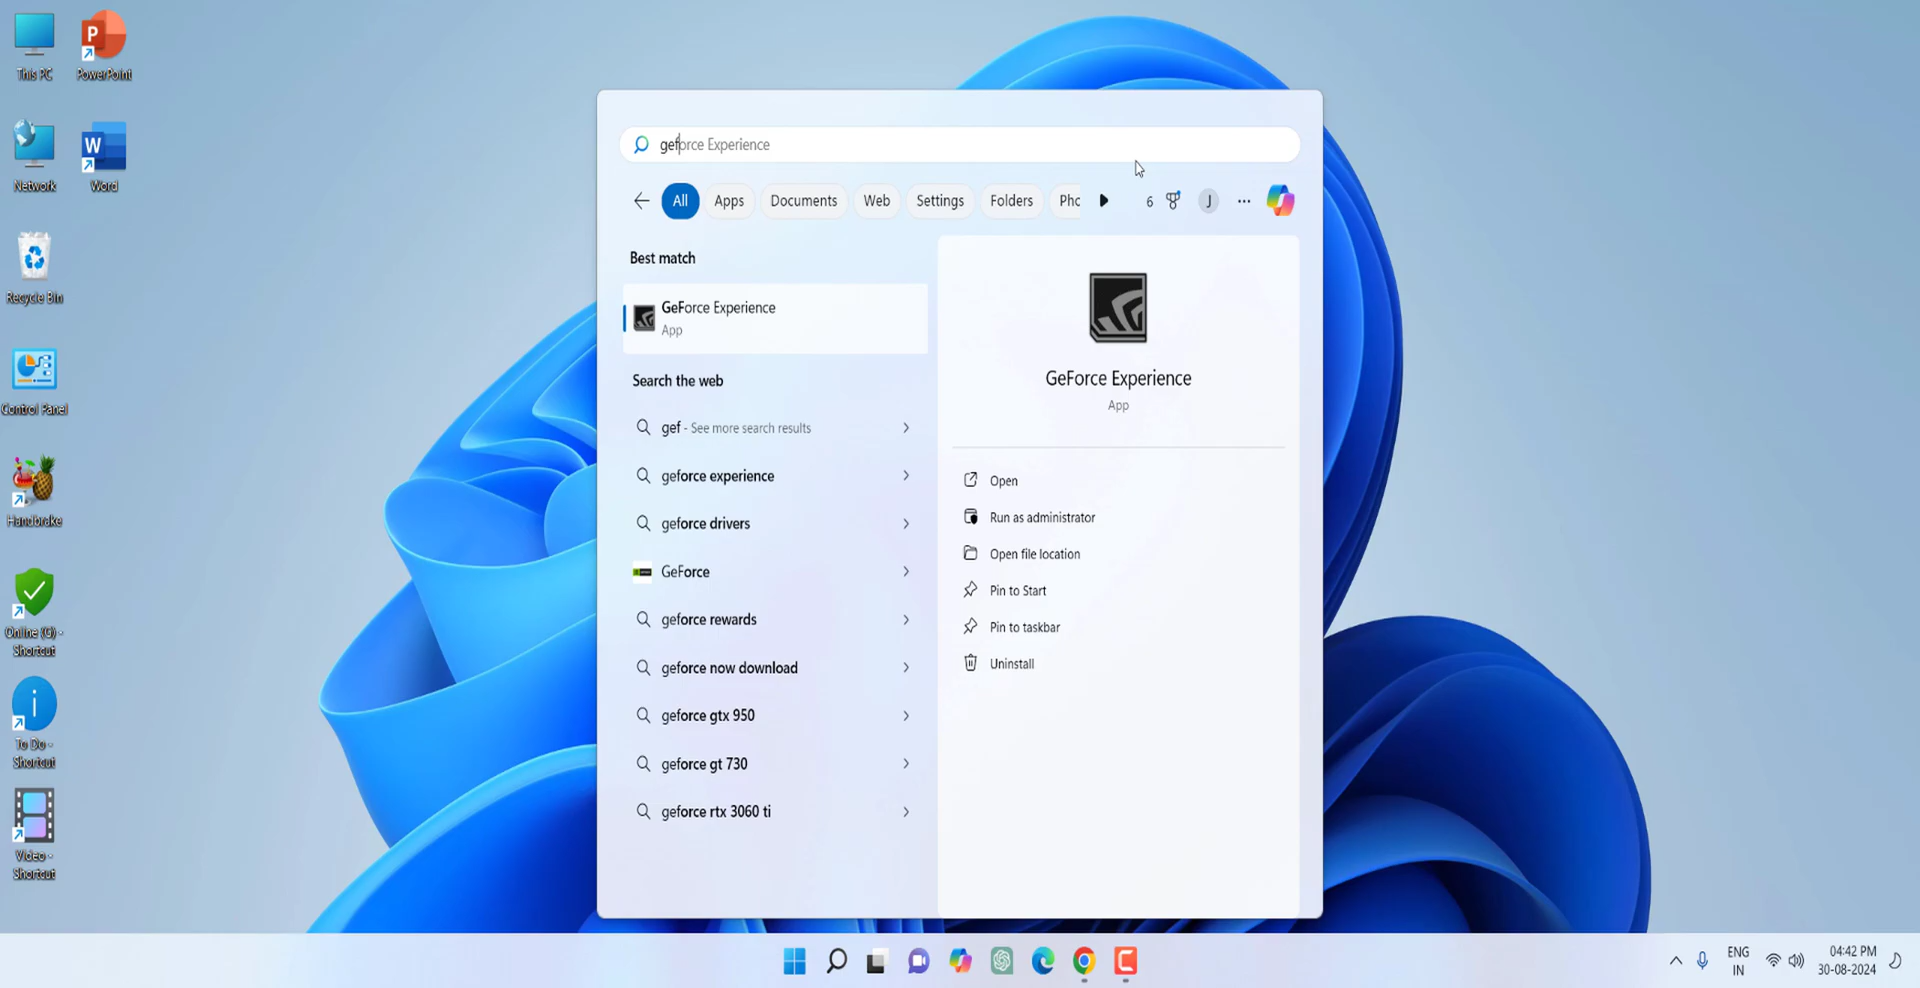 This PC
PowerPoint
Network
Word
Recycle Bin
Control Panel
Handbrake
Online (G) -
Shortcut
To Do -
Shortcut
Video -
Shortcut
geforce Experience
All
Apps
Documents
Web
Settings
Folders
Pho
6
J
Best match
GeForce Experience
App
Search the web
gef - See more search results
geforce experience
geforce drivers
GeForce
geforce rewards
geforce now download
geforce gtx 950
geforce gt 730
geforce rtx 3060 ti
GeForce Experience
App
Open
Run as administrator
Open file location
Pin to Start
Pin to taskbar
Uninstall
ENG
IN
04:42 PM
30-08-2024